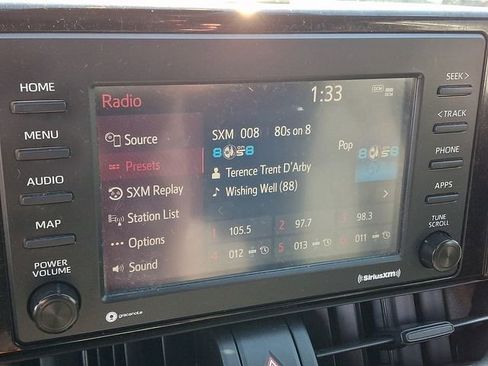 HOME
MENU
AUDIO
MAP
POWER
VOLUME
Radio
1:33
DCM
Source
Presets
SXM Replay
Station List
Options
Sound
SXM 008 80s on 8
Pop
Terence Trent D'Arby
Wishing Well (88)
1 105.5
2 97.7
3 98.3
4 012
5 013
6 011
gracenote
SiriusXM
SEEK>
<TRACK
PHONE
APPS
TUNE
SCROLL